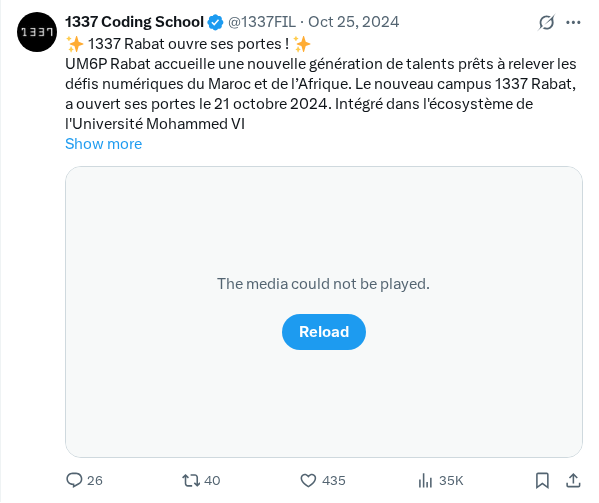 1337
1337 Coding School @1337FIL · Oct 25, 2024
✨ 1337 Rabat ouvre ses portes ! ✨
UM6P Rabat accueille une nouvelle génération de talents prêts à relever les
défis numériques du Maroc et de l’Afrique. Le nouveau campus 1337 Rabat,
a ouvert ses portes le 21 octobre 2024. Intégré dans l'écosystème de
l'Université Mohammed VI
Show more
The media could not be played.
Reload
26 40 435 35K